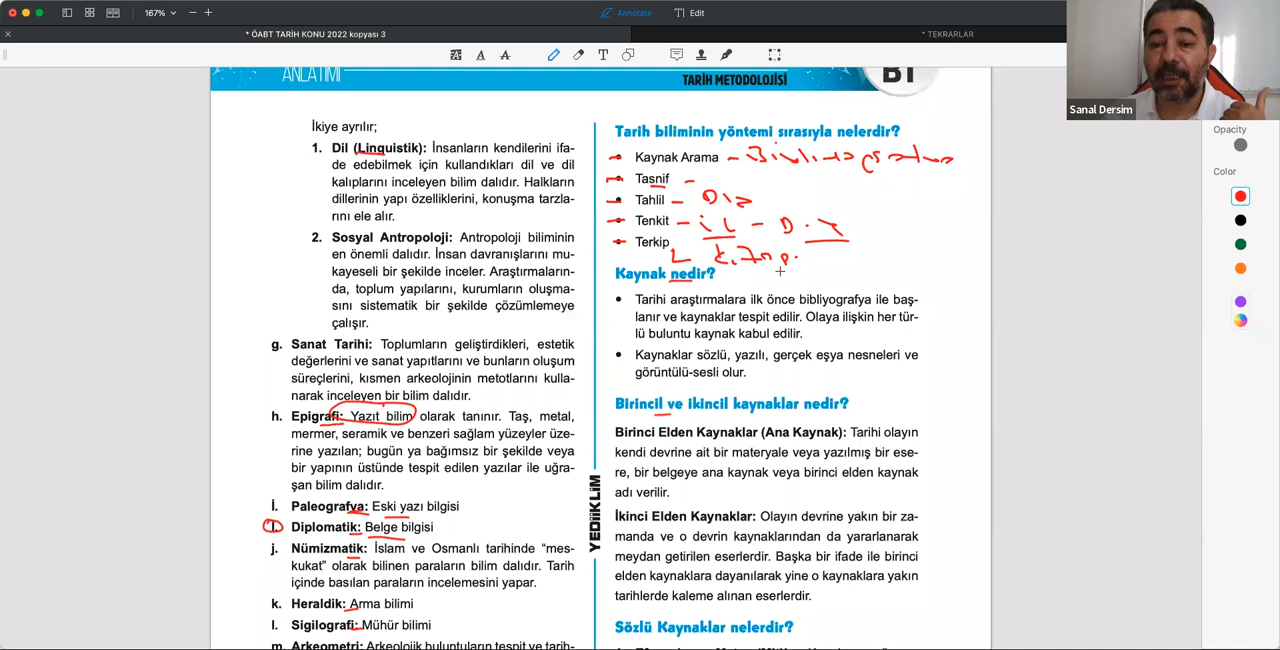 167%
Annotate
Edit
* ÖABT TARİH KONU 2022 kopyası 3
* TEKRARLAR
Sanal Dersim
Opacity
Color
ANLATIMI
TARİH METODOLOJİSİ
BT
İkiye ayrılır;
1. Dil (Linquistik): İnsanların kendilerini ifa-
de edebilmek için kullandıkları dil ve dil
kalıplarını inceleyen bilim dalıdır. Halkların
dillerinin yapı özelliklerini, konuşma tarzla-
rını ele alır.
2. Sosyal Antropoloji: Antropoloji biliminin
en önemli dalıdır. İnsan davranışlarını mu-
kayeseli bir şekilde inceler. Araştırmaların-
da, toplum yapılarını, kurumların oluşma-
sını sistematik bir şekilde çözümlemeye
çalışır.
g. Sanat Tarihi: Toplumların geliştirdikleri, estetik
değerlerini ve sanat yapıtlarını ve bunların oluşum
süreçlerini, kısmen arkeolojinin metotlarını kulla-
narak inceleyen bir bilim dalıdır.
h. Epigrafi: Yazıt bilim olarak tanınır. Taş, metal,
mermer, seramik ve benzeri sağlam yüzeyler üze-
rine yazılan; bugün ya bağımsız bir şekilde veya
bir yapının üstünde tespit edilen yazılar ile uğra-
şan bilim dalıdır.
İ. Paleografya: Eski yazı bilgisi
I. Diplomatik: Belge bilgisi
j. Nümizmatik: İslam ve Osmanlı tarihinde “mes-
kukat” olarak bilinen paraların bilim dalıdır. Tarih
içinde basılan paraların incelemesini yapar.
k. Heraldik: Arma bilimi
l. Sigilografi: Mühür bilimi
m. Arkeometri: Arkeolojik buluntuların tespit ve tarih-
YEDİİKLİM
Tarih biliminin yöntemi sırasıyla nelerdir?
• Kaynak Arama
• Tasnif
• Tahlil
• Tenkit
• Terkip
Kaynak nedir?
• Tarihi araştırmalara ilk önce bibliyografya ile baş-
lanır ve kaynaklar tespit edilir. Olaya ilişkin her tür-
lü buluntu kaynak kabul edilir.
• Kaynaklar sözlü, yazılı, gerçek eşya nesneleri ve
görüntülü-sesli olur.
Birincil ve ikincil kaynaklar nedir?
Birinci Elden Kaynaklar (Ana Kaynak): Tarihi olayın
kendi devrine ait bir materyale veya yazılmış bir ese-
re, bir belgeye ana kaynak veya birinci elden kaynak
adı verilir.
İkinci Elden Kaynaklar: Olayın devrine yakın bir za-
manda ve o devrin kaynaklarından da yararlanarak
meydan getirilen eserlerdir. Başka bir ifade ile birinci
elden kaynaklara dayanılarak yine o kaynaklara yakın
tarihlerde kaleme alınan eserlerdir.
Sözlü Kaynaklar nelerdir?